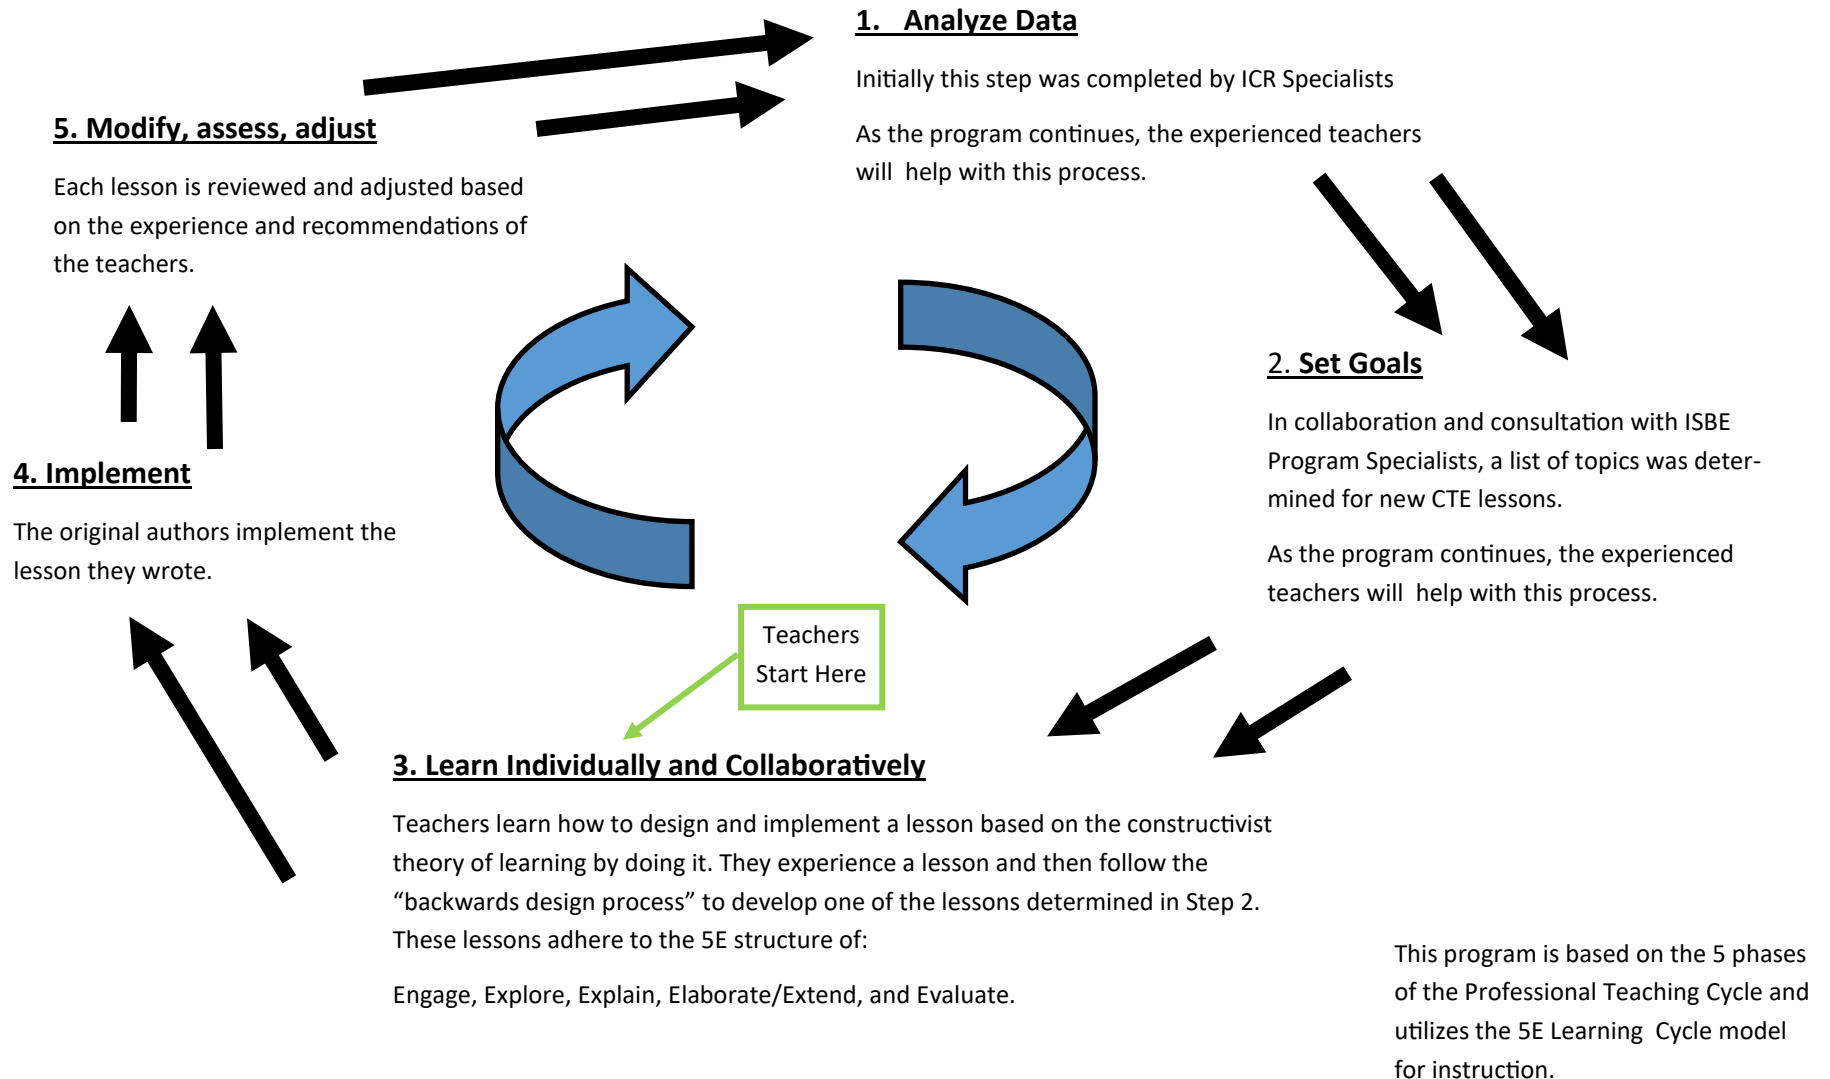 1. Analyze Data
Initially this step was completed by ICR Specialists
As the program continues, the experienced teachers
will help with this process.
2. Set Goals
In collaboration and consultation with ISBE
Program Specialists, a list of topics was deter-
mined for new CTE lessons.
As the program continues, the experienced
teachers will help with this process.
Teachers
Start Here
3. Learn Individually and Collaboratively
Teachers learn how to design and implement a lesson based on the constructivist
theory of learning by doing it. They experience a lesson and then follow the
“backwards design process” to develop one of the lessons determined in Step 2.
These lessons adhere to the 5E structure of:
Engage, Explore, Explain, Elaborate/Extend, and Evaluate.
4. Implement
The original authors implement the
lesson they wrote.
5. Modify, assess, adjust
Each lesson is reviewed and adjusted based
on the experience and recommendations of
the teachers.
This program is based on the 5 phases
of the Professional Teaching Cycle and
utilizes the 5E Learning Cycle model
for instruction.